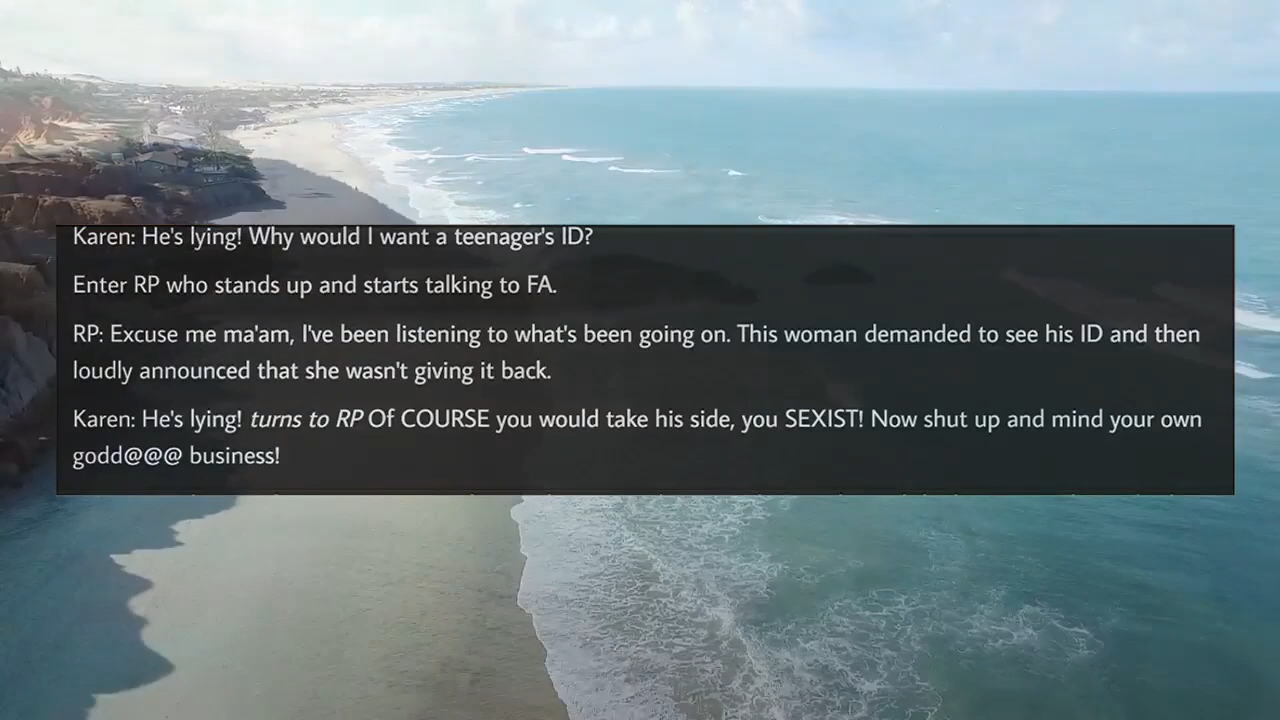 Karen: He's lying! Why would I want a teenager's ID?
Enter RP who stands up and starts talking to FA.
RP: Excuse me ma'am, I've been listening to what's been going on. This woman demanded to see his ID and then
loudly announced that she wasn't giving it back.
Karen: He's lying! turns to RP Of COURSE you would take his side, you SEXIST! Now shut up and mind your own
godd@@@ business!